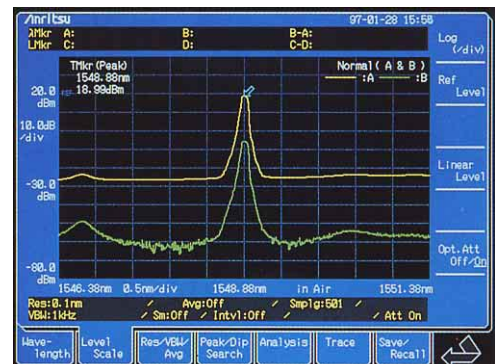 Anritsu 97-01-28 15:58
λMkr A: B: B-A:
LMkr C: D: C-D:
Log
(/div)
TMkr(Peak) Normal(A & B)
1548.88nm :A :B
18.99dBm
Ref
Level
20.0
dBm
10.0dB
/div
Linear
Level
-30.0
dBm
Opt.Att
Off/On
-80.0
dBm
1546.38nm 0.5nm/div 1548.88nm in Air 1551.38nm
Res:0.1nm / Avg:Off / Smplg:501 /
VBW:1kHz / Sm:Off / Intvl:Off / / Att On
Wave-
length
Level
Scale
Res/VBW/
Avg
Peak/Dip
Search
Analysis
Trace
Save/
Recall